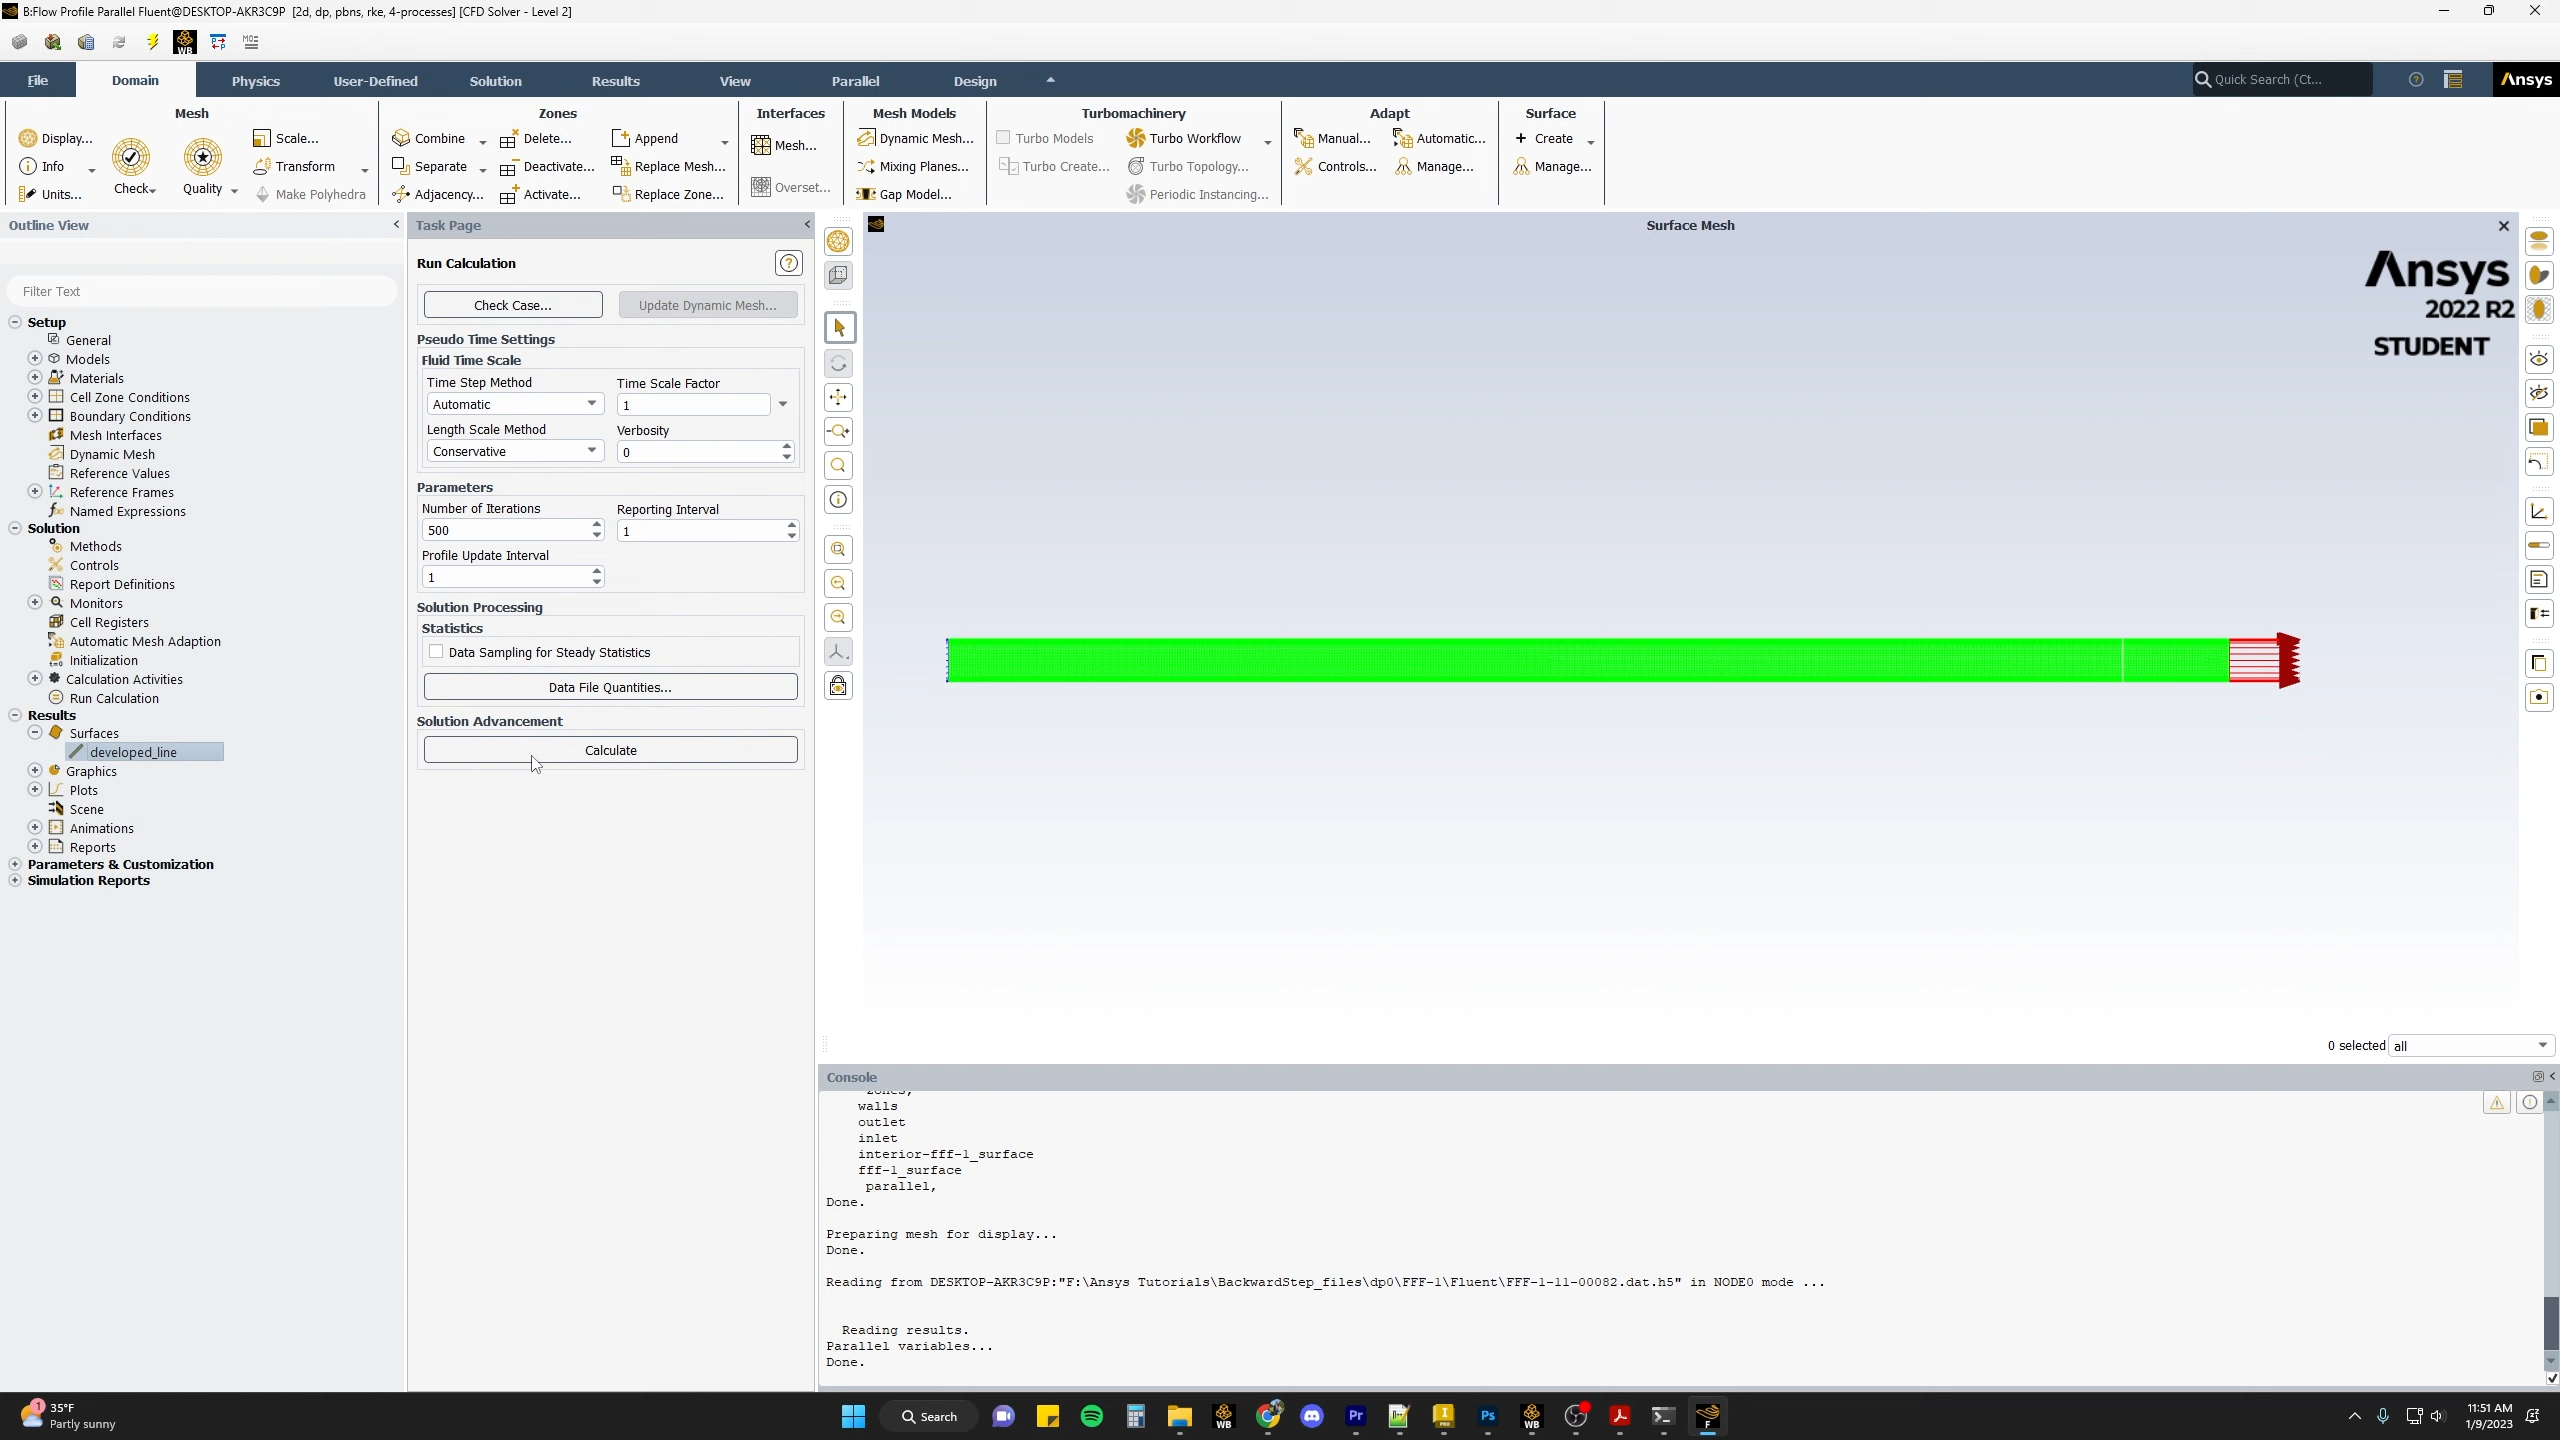 B:Flow Profile Parallel Fluent@DESKTOP-AKR3C9P [2d, dp, pbns, rke, 4-processes] [CFD Solver - Level 2]
WB
File Domain Physics User-Defined Solution Results View Parallel Design Quick Search (Ct... Ansys
Mesh Zones Interfaces Mesh Models Turbomachinery Adapt Surface
Display... Scale... Combine Delete... Append Mesh... Dynamic Mesh... Turbo Models Turbo Workflow Manual... Automatic... Create
Info Transform Separate Deactivate... Replace Mesh... Mixing Planes... Turbo Create... Turbo Topology... Controls... Manage... Manage...
Check Quality Overset...
Units... Make Polyhedra Adjacency... Activate... Replace Zone... Gap Model... Periodic Instancing...
Outline View
Filter Text
Setup
General
Models
Materials
Cell Zone Conditions
Boundary Conditions
Mesh Interfaces
Dynamic Mesh
Reference Values
Reference Frames
Named Expressions
Solution
Methods
Controls
Report Definitions
Monitors
Cell Registers
Automatic Mesh Adaption
Initialization
Calculation Activities
Run Calculation
Results
Surfaces
developed_line
Graphics
Plots
Scene
Animations
Reports
Parameters & Customization
Simulation Reports
Task Page
Run Calculation
Check Case... Update Dynamic Mesh...
Pseudo Time Settings
Fluid Time Scale
Time Step Method Time Scale Factor
Automatic 1
Length Scale Method Verbosity
Conservative 0
Parameters
Number of Iterations Reporting Interval
500 1
Profile Update Interval
1
Solution Processing
Statistics
Data Sampling for Steady Statistics
Data File Quantities...
Solution Advancement
Calculate
Surface Mesh
Ansys
2022 R2
STUDENT
0 selected all
Console
zones,
walls
outlet
inlet
interior-fff-1_surface
fff-1_surface
parallel,
Done.
Preparing mesh for display...
Done.
Reading from DESKTOP-AKR3C9P:"F:\Ansys Tutorials\BackwardStep_files\dp0\FFF-1\Fluent\FFF-1-11-00082.dat.h5" in NODE0 mode ...
Reading results.
Parallel variables...
Done.
1 35°F
Partly sunny
Search WB Pr Ps WB F
11:51 AM
1/9/2023